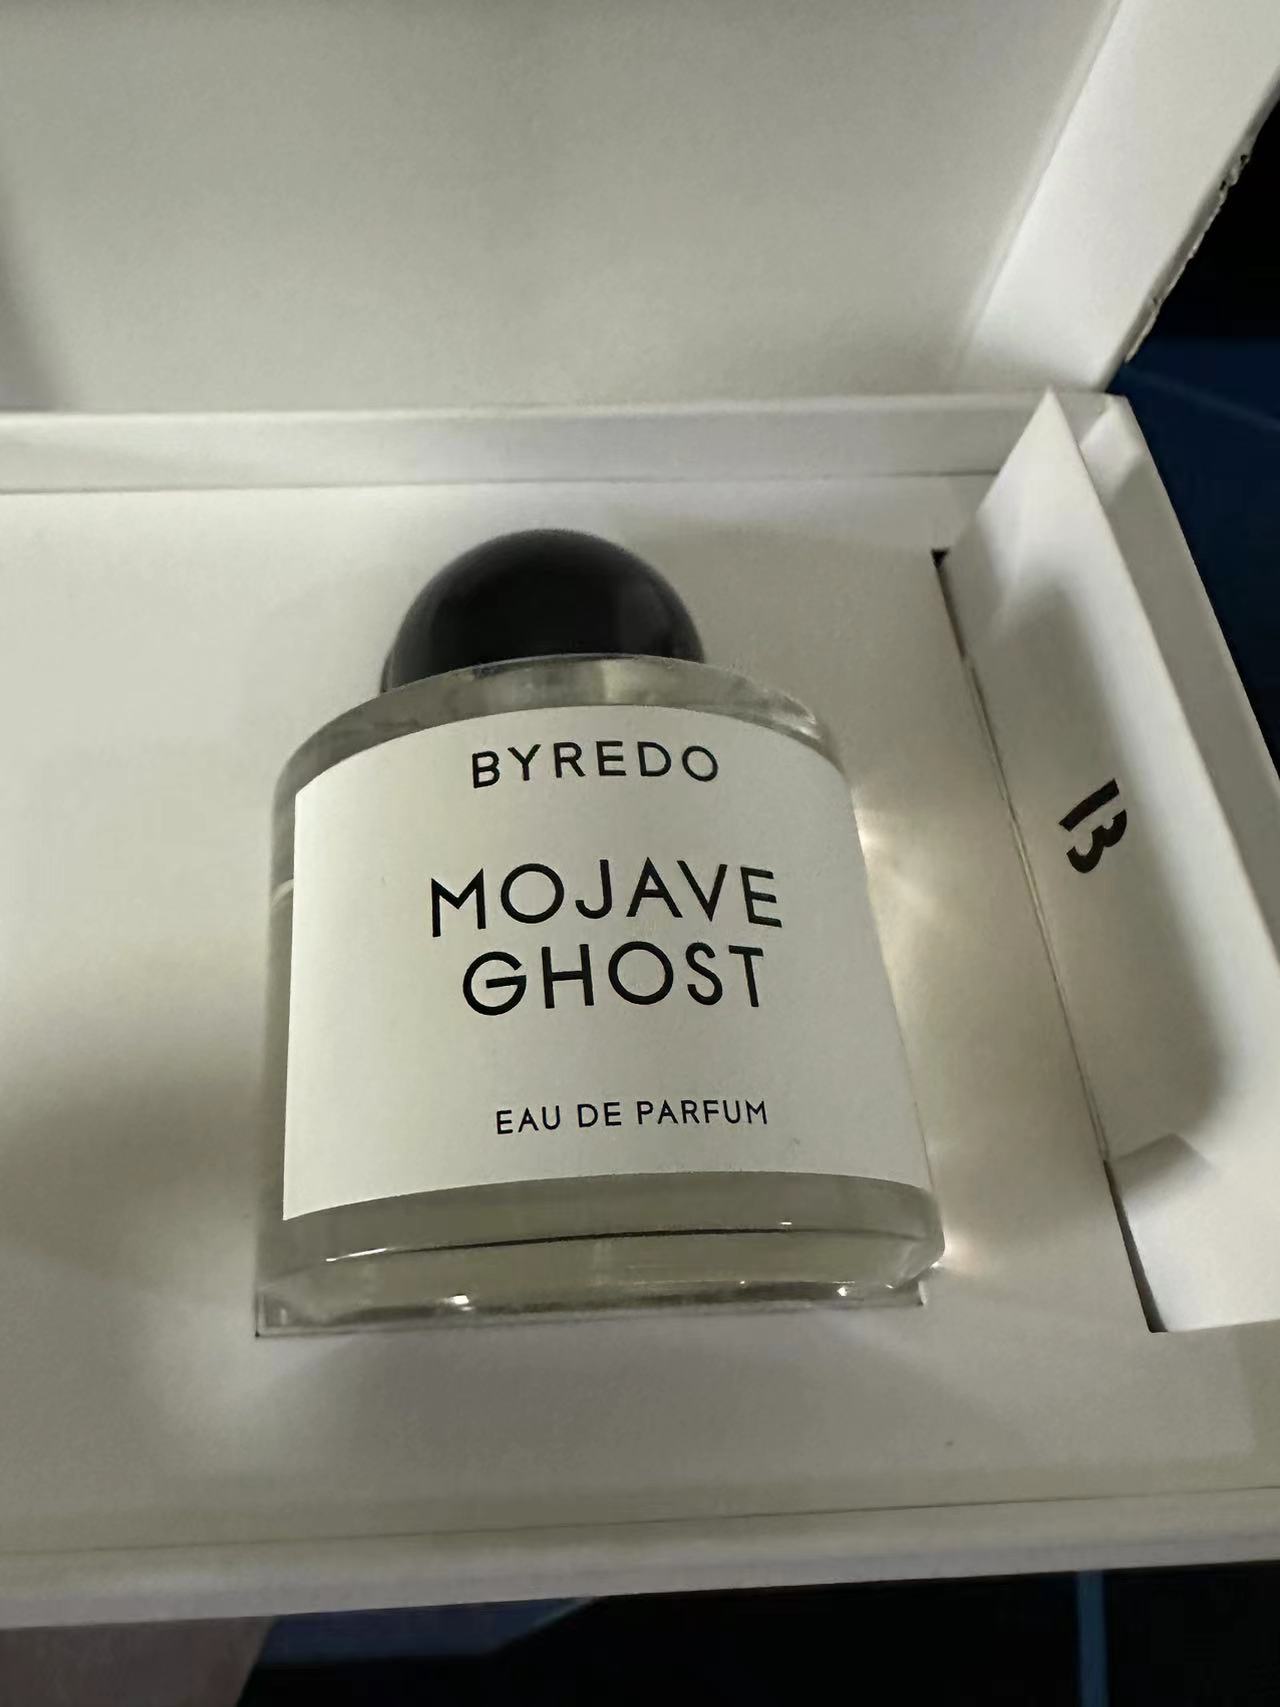 BYREDO
MOJAVE
GHOST
EAU DE PARFUM
B